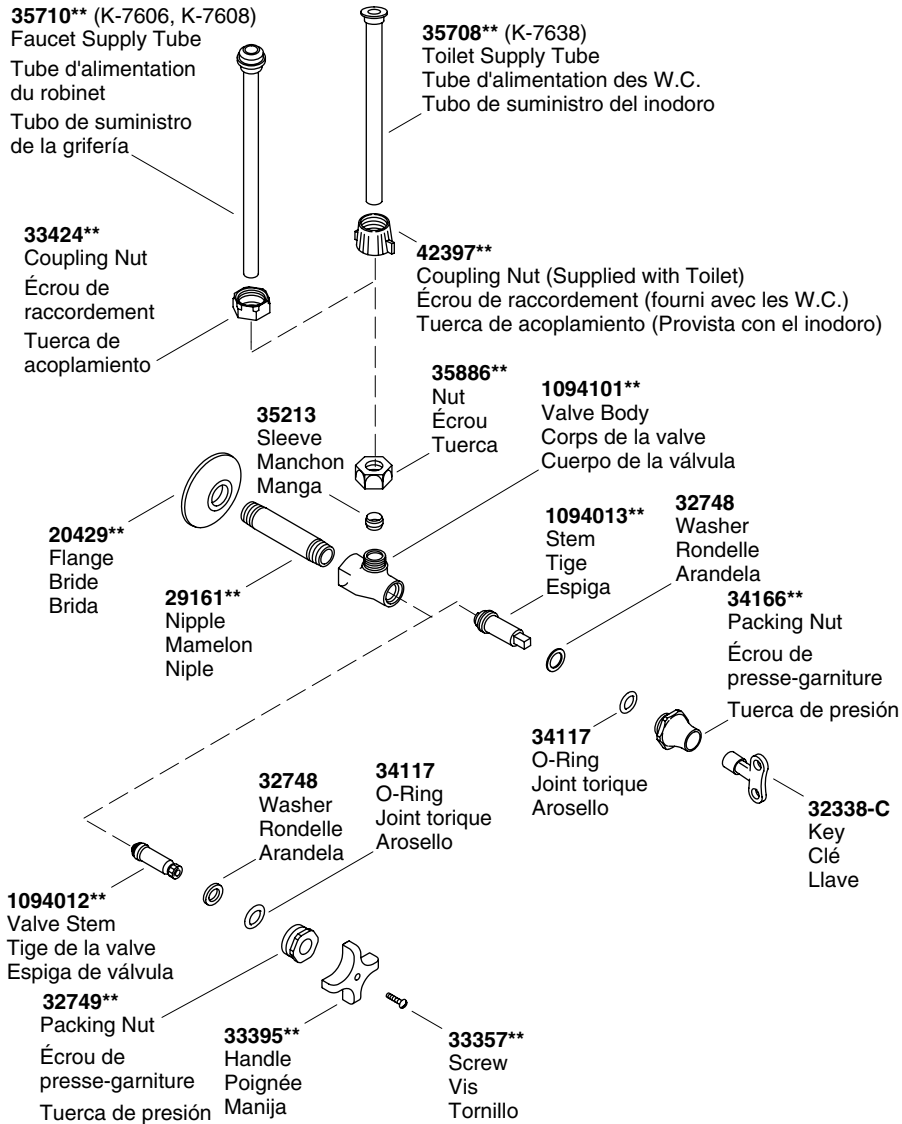 35710** (K-7606, K-7608)
Faucet Supply Tube
Tube d'alimentation
du robinet
Tubo de suministro
de la grifería
35708** (K-7638)
Toilet Supply Tube
Tube d'alimentation des W.C.
Tubo de suministro del inodoro
33424**
Coupling Nut
Écrou de
raccordement
Tuerca de
acoplamiento
42397**
Coupling Nut (Supplied with Toilet)
Écrou de raccordement (fourni avec les W.C.)
Tuerca de acoplamiento (Provista con el inodoro)
35886**
Nut
Écrou
Tuerca
1094101**
Valve Body
Corps de la valve
Cuerpo de la válvula
35213
Sleeve
Manchon
Manga
20429**
Flange
Bride
Brida
29161**
Nipple
Mamelon
Niple
1094013**
Stem
Tige
Espiga
32748
Washer
Rondelle
Arandela
34166**
Packing Nut
Écrou de
presse-garniture
Tuerca de presión
34117
O-Ring
Joint torique
Arosello
32338-C
Key
Clé
Llave
32748
Washer
Rondelle
Arandela
34117
O-Ring
Joint torique
Arosello
1094012**
Valve Stem
Tige de la valve
Espiga de válvula
32749**
Packing Nut
Écrou de
presse-garniture
Tuerca de presión
33395**
Handle
Poignée
Manija
33357**
Screw
Vis
Tornillo